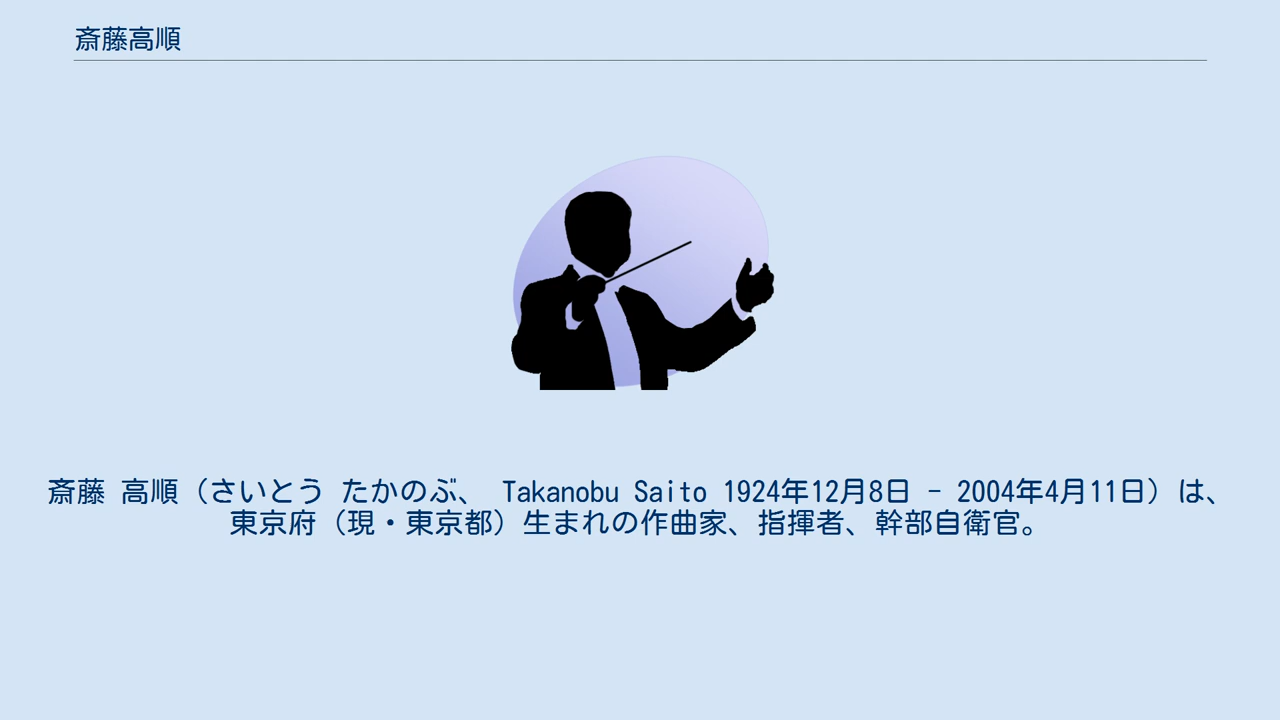 斎藤高順
斎藤 高順（さいとう たかのぶ、 Takanobu Saito 1924年12月8日 - 2004年4月11日）は、
東京府（現・東京都）生まれの作曲家、指揮者、幹部自衛官。